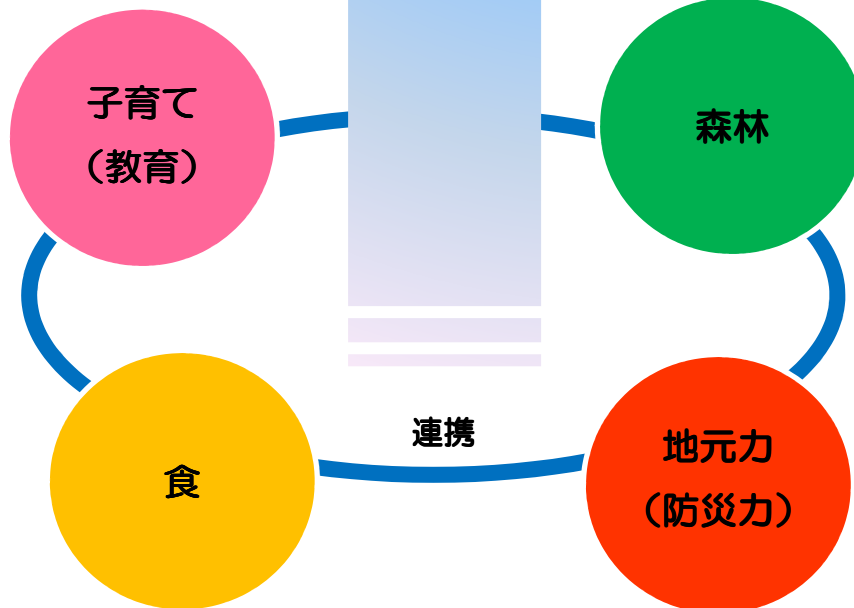 子育て
（教育）
森林
連携
食
地元力
（防災力）